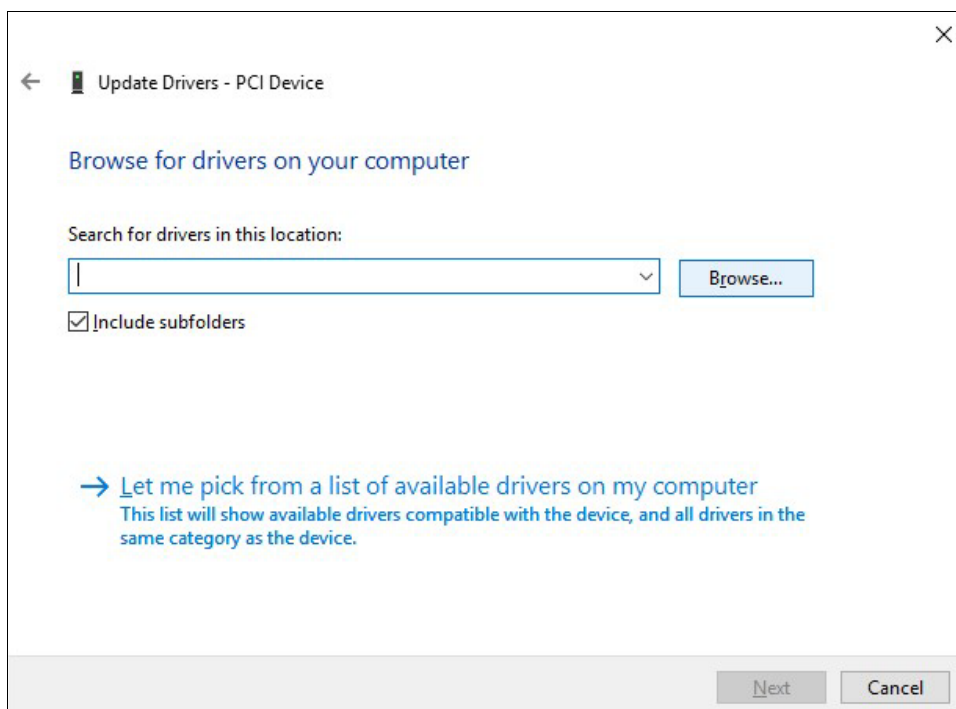 Update Drivers - PCI Device
Browse for drivers on your computer
Search for drivers in this location:
Browse...
Include subfolders
Let me pick from a list of available drivers on my computer
This list will show available drivers compatible with the device, and all drivers in the
same category as the device.
Next
Cancel